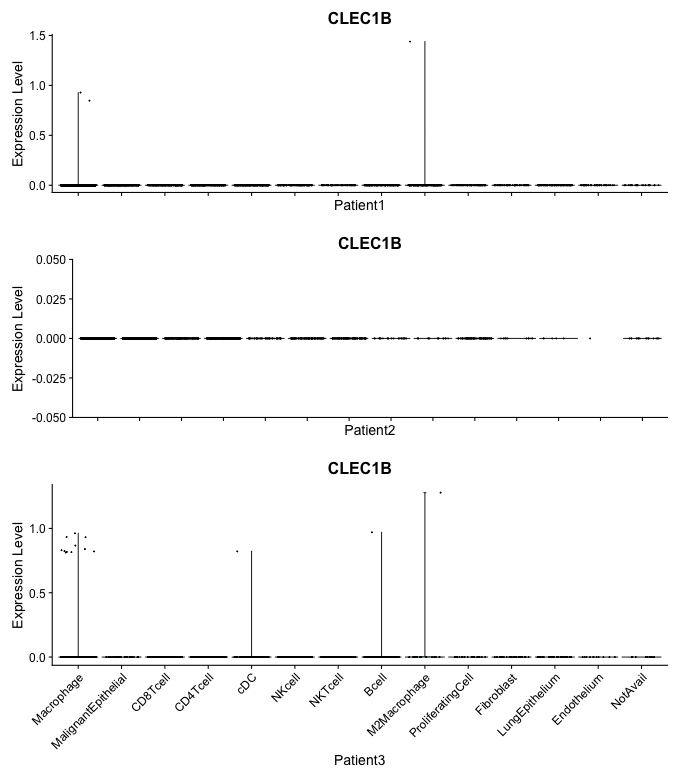 CLEC1B
Expression Level
1.5
1.0
0.5
0.0
Patient1
CLEC1B
Expression Level
0.050
0.025
0.000
-0.025
-0.050
Patient2
CLEC1B
Expression Level
1.0
0.5
0.0
Macrophage
MalignantEpithelial
CD8Tcell
CD4Tcell
cDC
NKcell
NKTcell
Bcell
M2Macrophage
ProliferatingCell
Fibroblast
LungEpithelium
Endothelium
NotAvail
Patient3